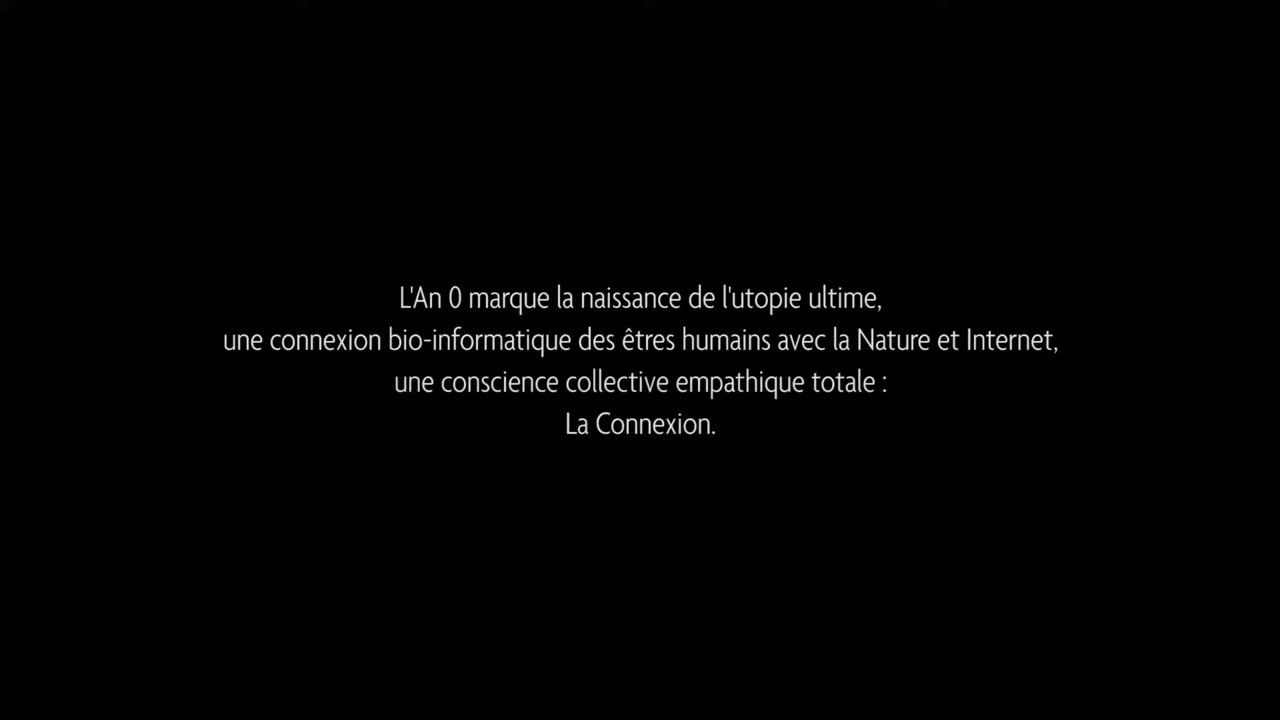 L'An 0 marque la naissance de l'utopie ultime,
une connexion bio-informatique des êtres humains avec la Nature et Internet,
une conscience collective empathique totale :
La Connexion.